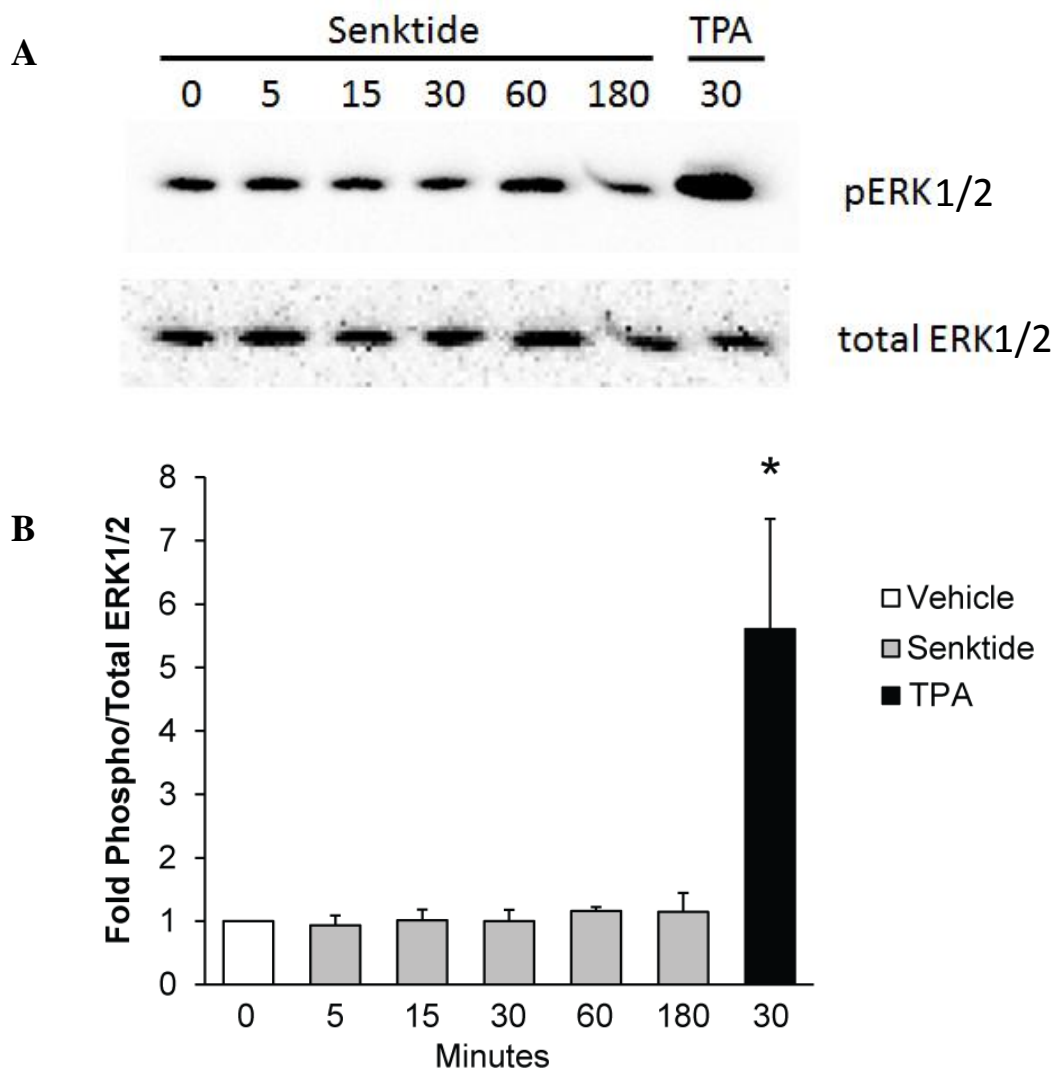 A
Senktide TPA
0 5 15 30 60 180 30
pERK1/2
total ERK1/2
B
*
Fold Phospho/Total ERK1/2
8
7
6
5
4
3
2
1
0
0 5 15 30 60 180 30
Minutes
Vehicle
Senktide
TPA